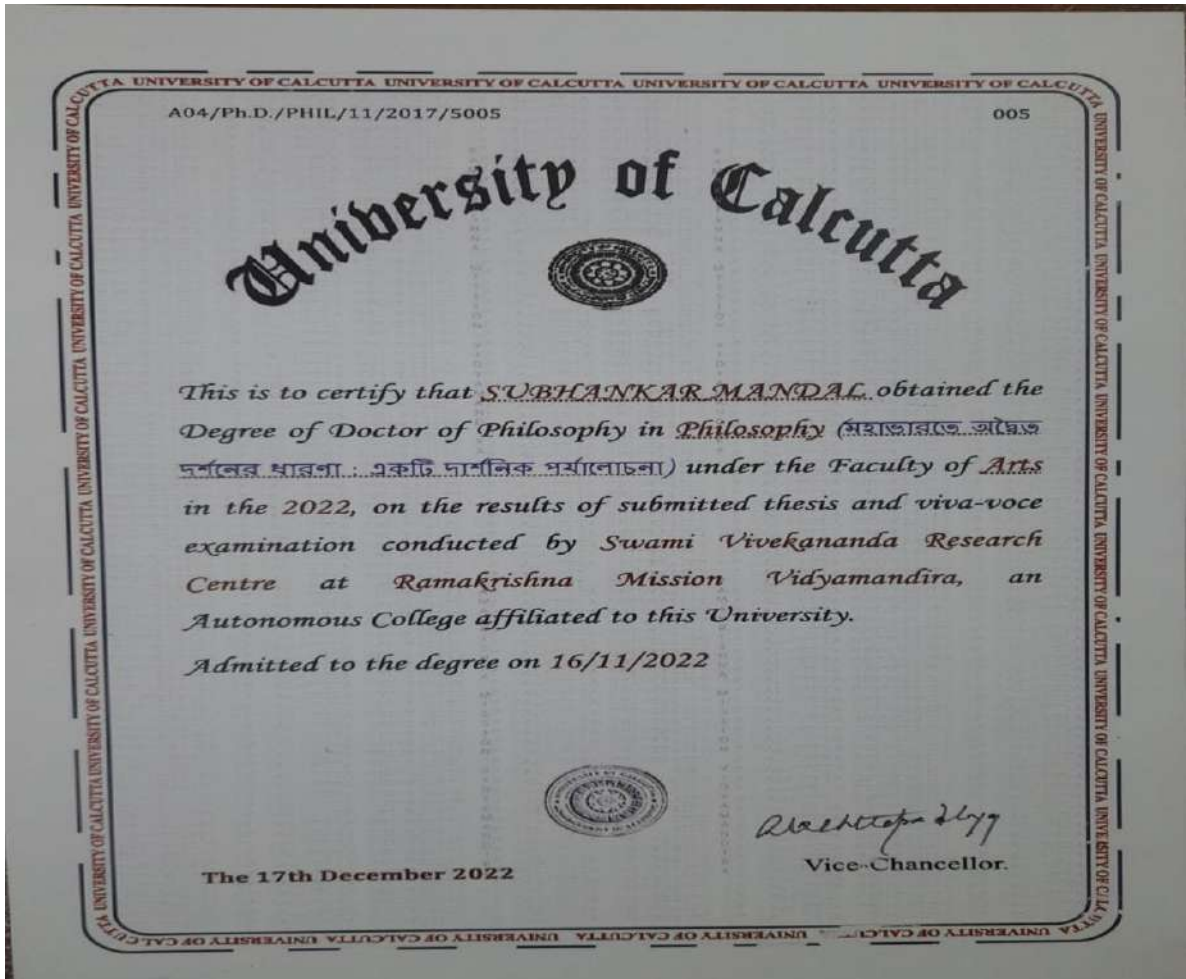 UNIVERSITY OF CALCUTTA UNIVERSITY OF CALCUTTA UNIVERSITY OF CALCUTTA UNIVERSITY OF CALCUTTA
A04/Ph.D./PHIL/11/2017/5005 005
University of Calcutta
This is to certify that SUBHANKAR MANDAL obtained the
Degree of Doctor of Philosophy in Philosophy (মহাভারতে অদ্বৈত
দর্শনের ধারনা : একটি দার্শনিক পর্যালোচনা) under the Faculty of Arts
in the 2022, on the results of submitted thesis and viva-voce
examination conducted by Swami Vivekananda Research
Centre at Ramakrishna Mission Vidyamandira, an
Autonomous College affiliated to this University.
Admitted to the degree on 16/11/2022
The 17th December 2022
Vice-Chancellor.